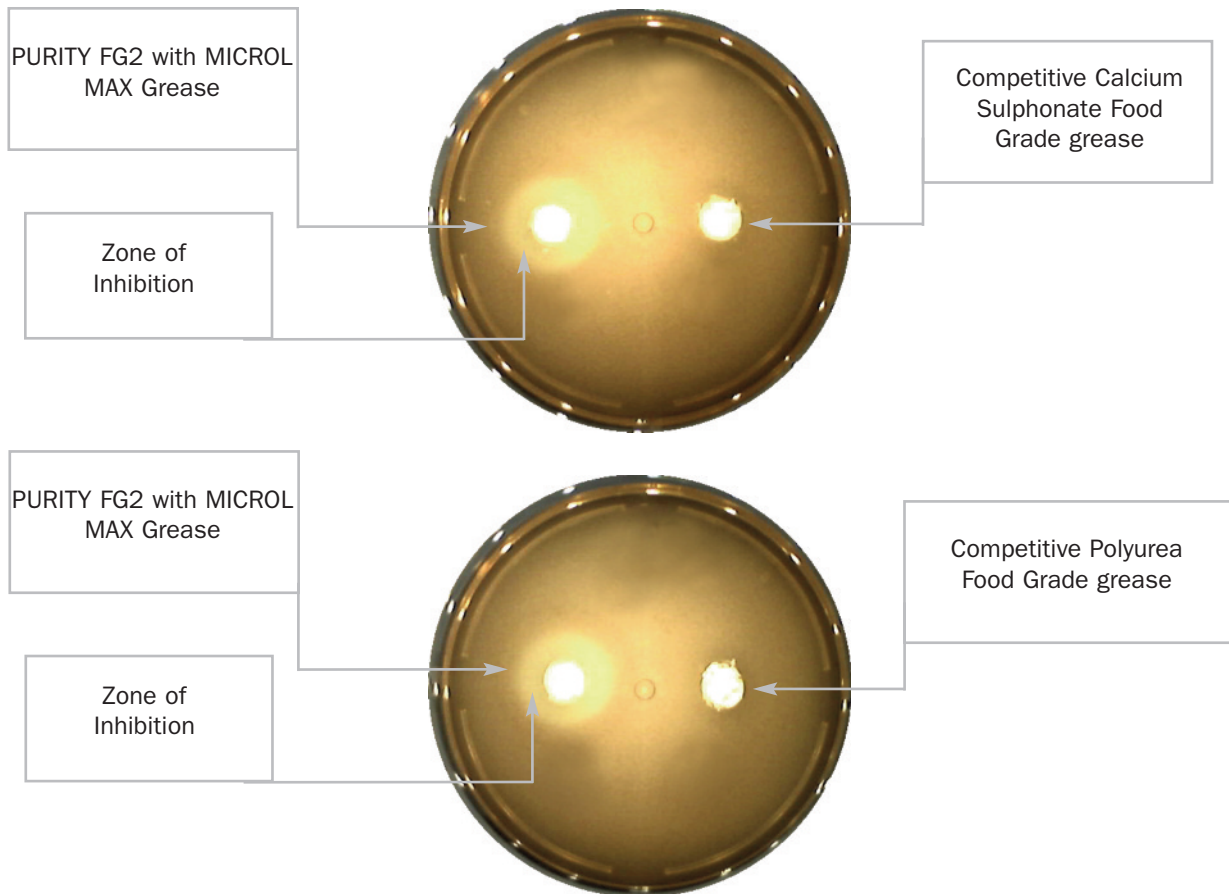 PURITY FG2 with MICROL
MAX Grease
Competitive Calcium
Sulphonate Food
Grade grease
Zone of
Inhibition
PURITY FG2 with MICROL
MAX Grease
Competitive Polyurea
Food Grade grease
Zone of
Inhibition